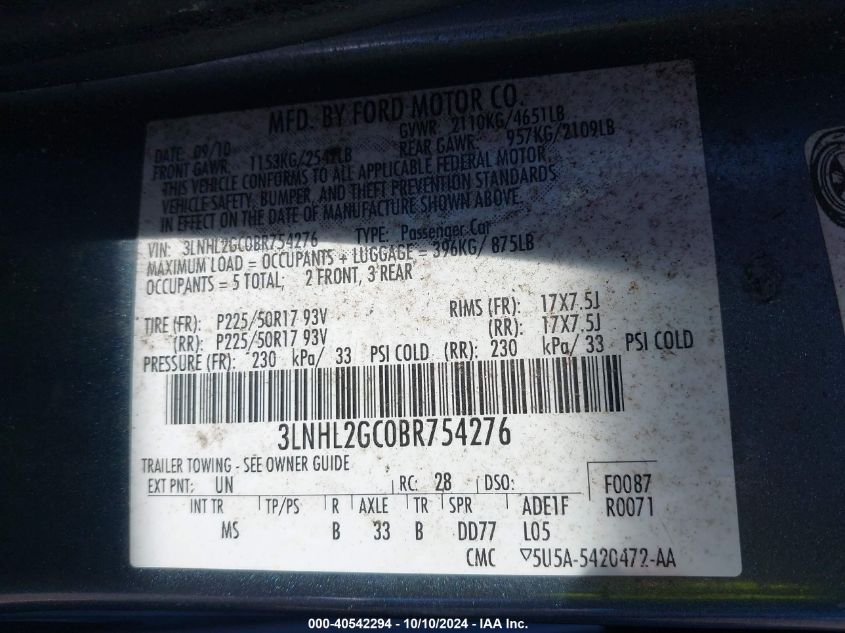 MFD. BY FORD MOTOR CO.
DATE: 09/10 GVWR: 2110KG/4651LB
FRONT GAWR: 1153KG/2542LB REAR GAWR: 957KG/2109LB
THIS VEHICLE CONFORMS TO ALL APPLICABLE FEDERAL MOTOR
VEHICLE SAFETY, BUMPER, AND THEFT PREVENTION STANDARDS
IN EFFECT ON THE DATE OF MANUFACTURE SHOWN ABOVE.
VIN: 3LNHL2GC0BR754276 TYPE: Passenger Car
MAXIMUM LOAD = OCCUPANTS + LUGGAGE = 396KG/ 875LB
OCCUPANTS = 5 TOTAL; 2 FRONT, 3 REAR
TIRE (FR): P225/50R17 93V RIMS (FR): 17X7.5J
(RR): P225/50R17 93V (RR): 17X7.5J
PRESSURE (FR): 230 kPa/ 33 PSI COLD (RR): 230 kPa/ 33 PSI COLD
3LNHL2GC0BR754276
TRAILER TOWING - SEE OWNER GUIDE
EXT PNT: UN RC: 28 DSO: F0087
INT TR TP/PS R AXLE TR SPR ADE1F R0071
MS B 33 B DD77 L05
CMC ▽5U5A-5420472-AA
000-40542294 - 10/10/2024 - IAA Inc.